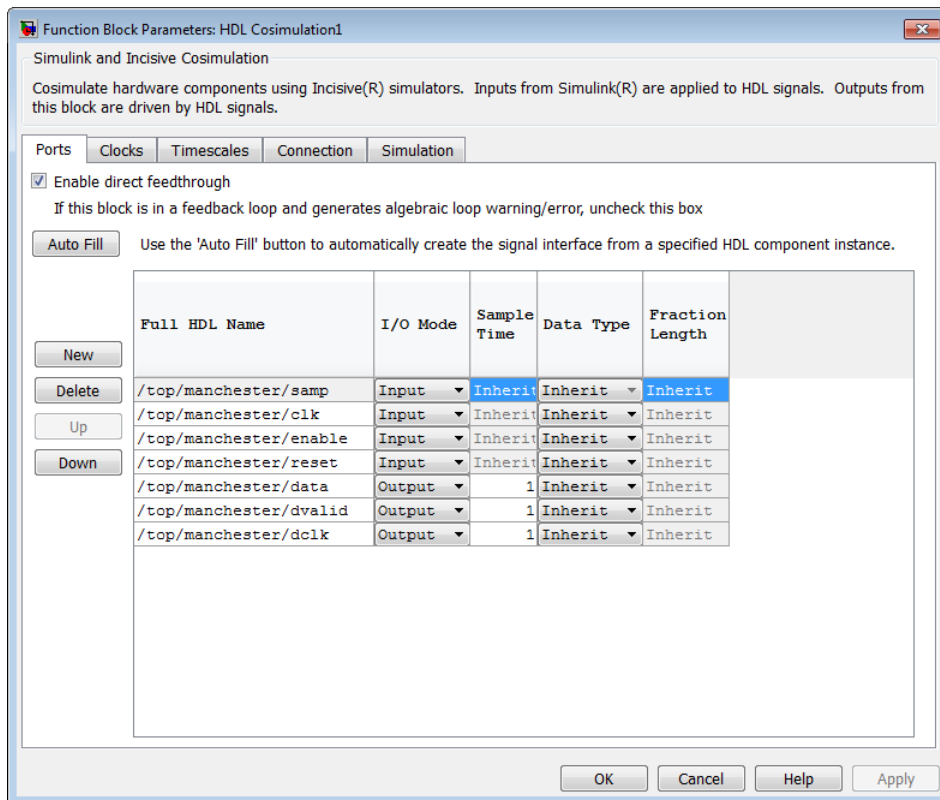 Function Block Parameters: HDL Cosimulation1
Simulink and Incisive Cosimulation
Cosimulate hardware components using Incisive(R) simulators. Inputs from Simulink(R) are applied to HDL signals. Outputs from
this block are driven by HDL signals.
Ports Clocks Timescales Connection Simulation
Enable direct feedthrough
If this block is in a feedback loop and generates algebraic loop warning/error, uncheck this box
Auto Fill Use the 'Auto Fill' button to automatically create the signal interface from a specified HDL component instance.
Full HDL Name I/O Mode Sample Time Data Type Fraction Length
New
Delete
Up
Down
/top/manchester/samp Input Inherit Inherit Inherit
/top/manchester/clk Input Inherit Inherit Inherit
/top/manchester/enable Input Inherit Inherit Inherit
/top/manchester/reset Input Inherit Inherit Inherit
/top/manchester/data Output 1 Inherit Inherit
/top/manchester/dvalid Output 1 Inherit Inherit
/top/manchester/dclk Output 1 Inherit Inherit
OK Cancel Help Apply